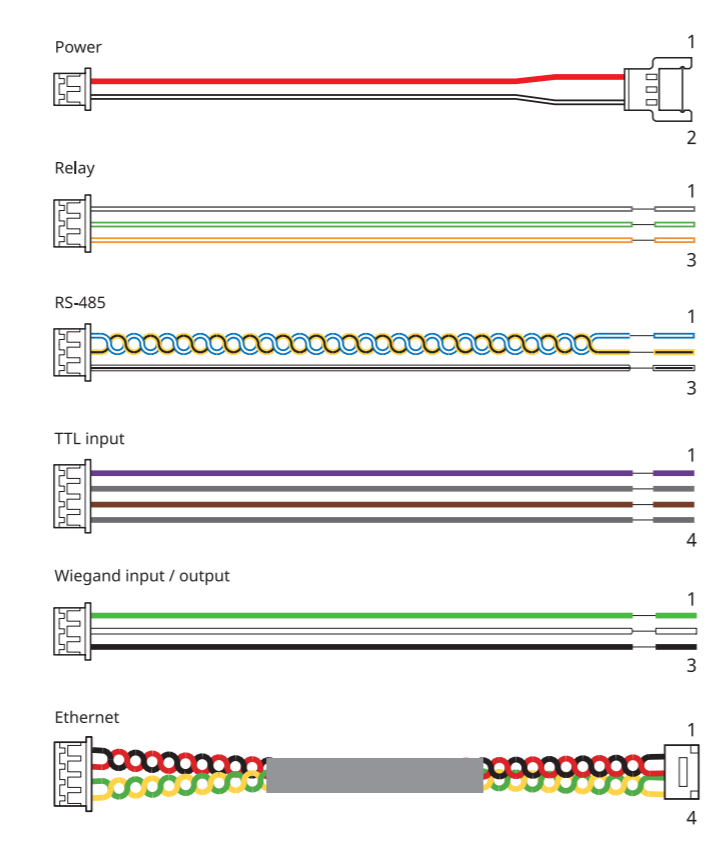 Power
1
2
Relay
1
3
RS-485
1
3
TTL input
1
4
Wiegand input / output
1
3
Ethernet
1
4